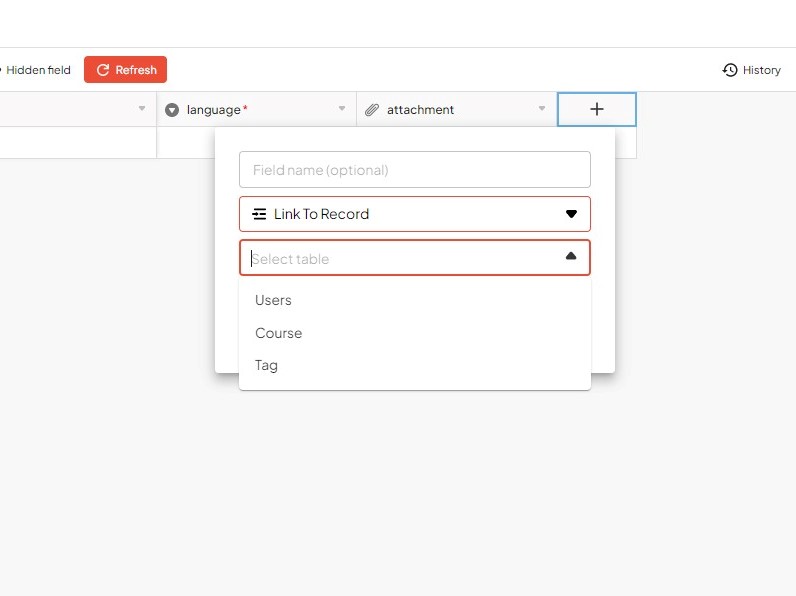 Hidden field Refresh History
language* attachment +
Field name (optional)
Link To Record
Select table
Users
Course
Tag